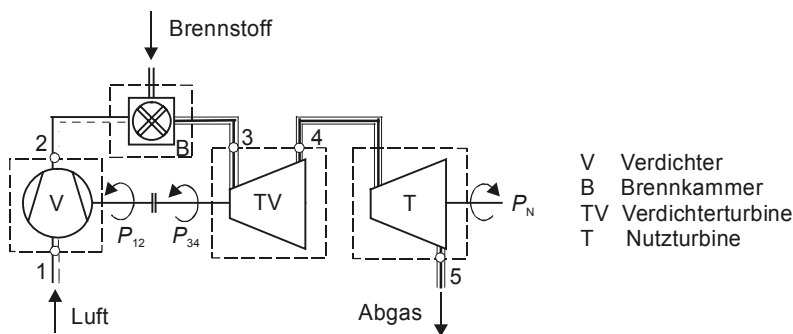 Brennstoff
2
B
3
4
V
P12
P34
TV
T
PN
1
5
Luft
Abgas
V Verdichter
B Brennkammer
TV Verdichterturbine
T Nutzturbine